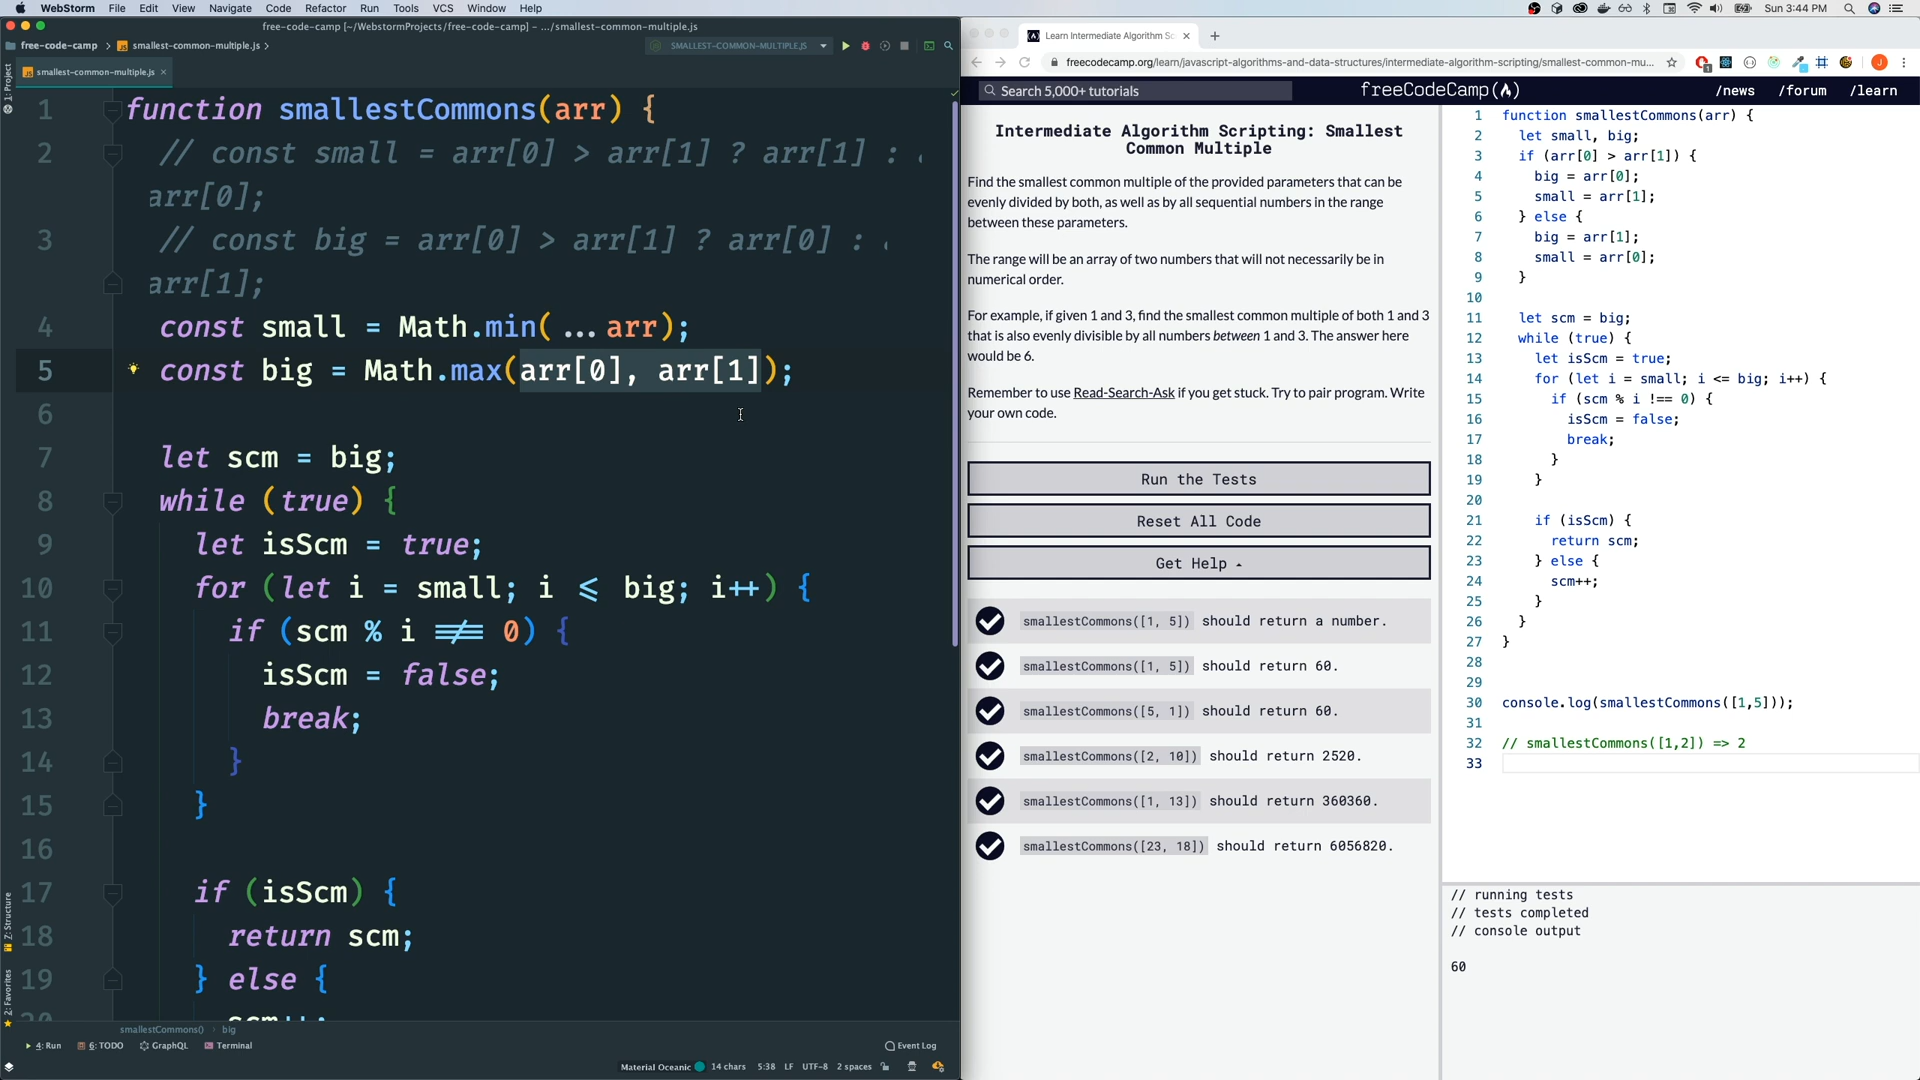 WebStorm File Edit View Navigate Code Refactor Run Tools VCS Window Help
Sun 3:44 PM
free-code-camp [~/WebstormProjects/free-code-camp] – .../smallest-common-multiple.js
free-code-camp smallest-common-multiple.js
SMALLEST-COMMON-MULTIPLE.JS
smallest-common-multiple.js
1: Project
1 function smallestCommons(arr) {
2 // const small = arr[0] > arr[1] ? arr[1] :
arr[0];
3 // const big = arr[0] > arr[1] ? arr[0] :
arr[1];
4 const small = Math.min(...arr);
5 const big = Math.max(arr[0], arr[1]);
6
7 let scm = big;
8 while (true) {
9 let isScm = true;
10 for (let i = small; i <= big; i++) {
11 if (scm % i !== 0) {
12 isScm = false;
13 break;
14 }
15 }
16
17 if (isScm) {
18 return scm;
19 } else {
20 scm++;
Z: Structure
2: Favorites
smallestCommons() big
4: Run 6: TODO GraphQL Terminal
Event Log
Material Oceanic 14 chars 5:38 LF UTF-8 2 spaces
Learn Intermediate Algorithm Sc
freecodecamp.org/learn/javascript-algorithms-and-data-structures/intermediate-algorithm-scripting/smallest-common-mu...
J
Search 5,000+ tutorials
freeCodeCamp
/news /forum /learn
Intermediate Algorithm Scripting: Smallest
Common Multiple
Find the smallest common multiple of the provided parameters that can be
evenly divided by both, as well as by all sequential numbers in the range
between these parameters.
The range will be an array of two numbers that will not necessarily be in
numerical order.
For example, if given 1 and 3, find the smallest common multiple of both 1 and 3
that is also evenly divisible by all numbers between 1 and 3. The answer here
would be 6.
Remember to use Read-Search-Ask if you get stuck. Try to pair program. Write
your own code.
Run the Tests
Reset All Code
Get Help
smallestCommons([1, 5]) should return a number.
smallestCommons([1, 5]) should return 60.
smallestCommons([5, 1]) should return 60.
smallestCommons([2, 10]) should return 2520.
smallestCommons([1, 13]) should return 360360.
smallestCommons([23, 18]) should return 6056820.
1 function smallestCommons(arr) {
2 let small, big;
3 if (arr[0] > arr[1]) {
4 big = arr[0];
5 small = arr[1];
6 } else {
7 big = arr[1];
8 small = arr[0];
9 }
10
11 let scm = big;
12 while (true) {
13 let isScm = true;
14 for (let i = small; i <= big; i++) {
15 if (scm % i !== 0) {
16 isScm = false;
17 break;
18 }
19 }
20
21 if (isScm) {
22 return scm;
23 } else {
24 scm++;
25 }
26 }
27 }
28
29
30 console.log(smallestCommons([1,5]));
31
32 // smallestCommons([1,2]) => 2
33
// running tests
// tests completed
// console output
60